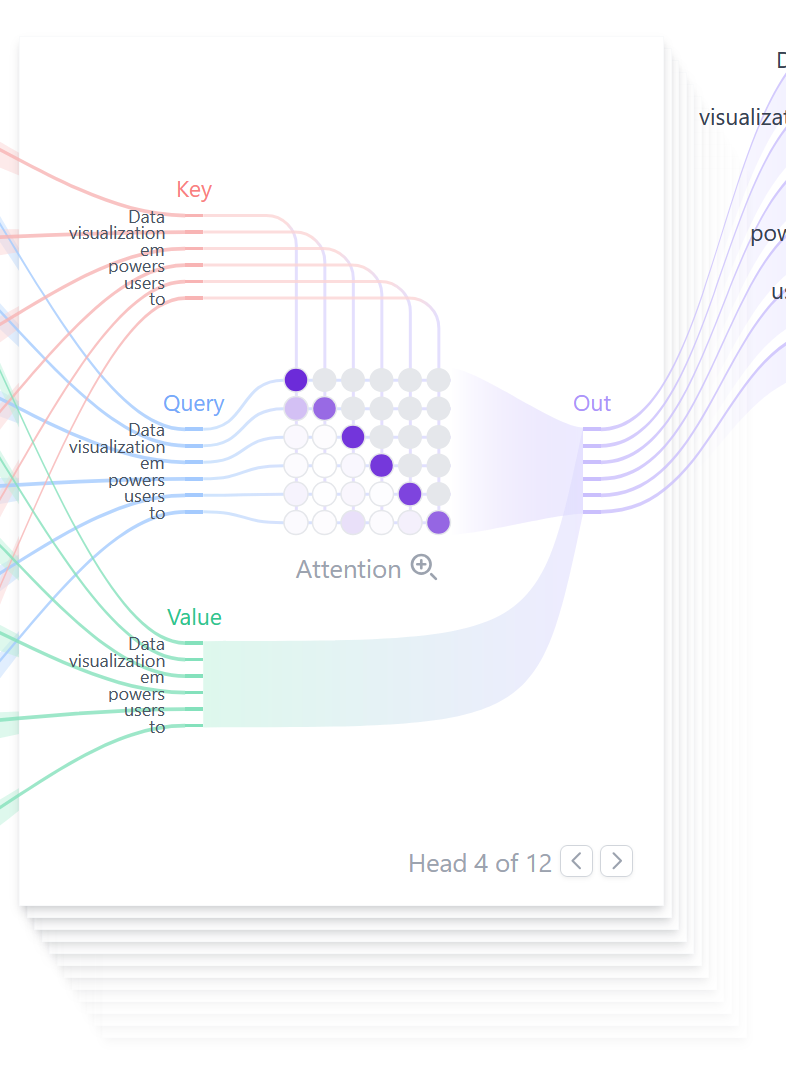 Key
Data
visualization
em
powers
users
to
Query
Data
visualization
em
powers
users
to
Out
Attention
Value
Data
visualization
em
powers
users
to
Head 4 of 12